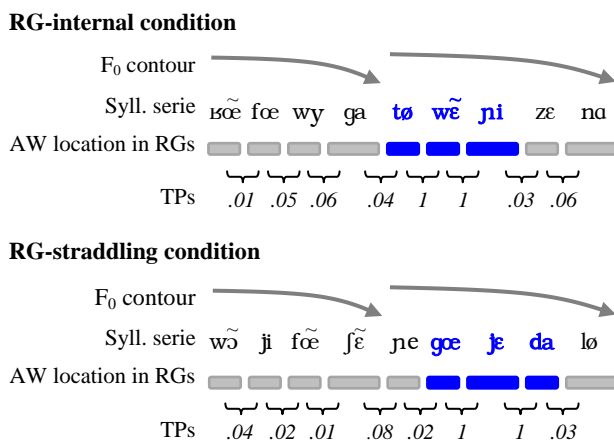 RG-internal condition
F₀ contour
Syll. serie ʁœ̃ fœ wy ga tø wɛ̃ ɲi zɛ nɑ
AW location in RGs
TPs .01 .05 .06 .04 1 1 .03 .06
RG-straddling condition
F₀ contour
Syll. serie wɔ̃ ji fœ̃ ʃɛ̃ ɲe gœ jɛ da lø
AW location in RGs
TPs .04 .02 .01 .08 .02 1 1 .03